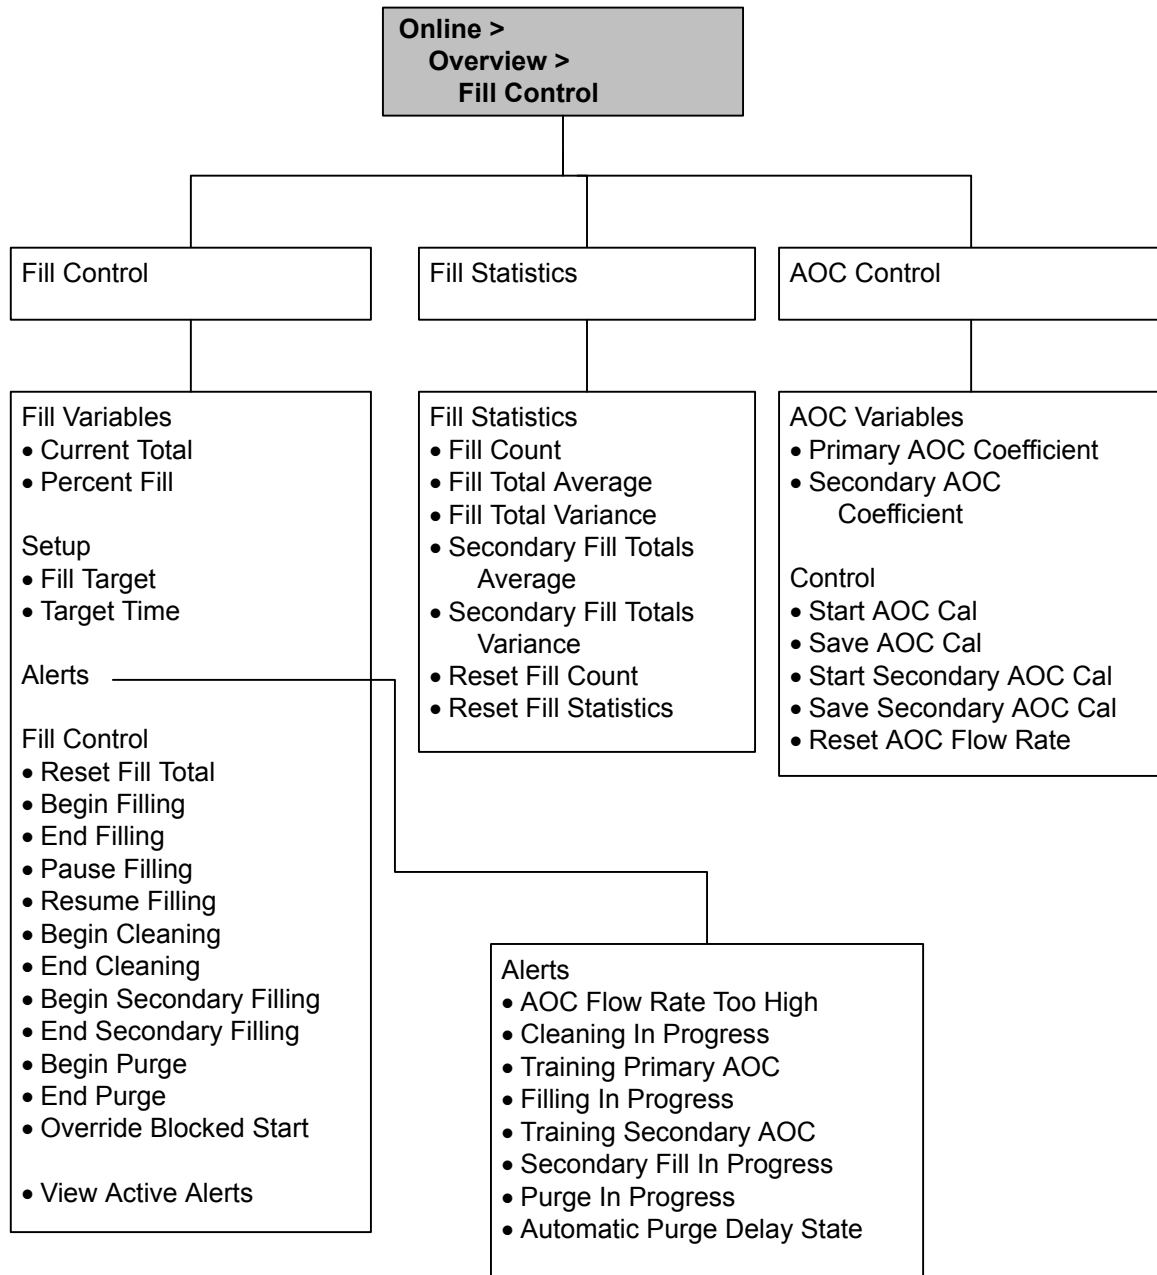 Online >
Overview >
Fill Control
Fill Control
Fill Statistics
AOC Control
Fill Variables
• Current Total
• Percent Fill
Setup
• Fill Target
• Target Time
Alerts
Fill Control
• Reset Fill Total
• Begin Filling
• End Filling
• Pause Filling
• Resume Filling
• Begin Cleaning
• End Cleaning
• Begin Secondary Filling
• End Secondary Filling
• Begin Purge
• End Purge
• Override Blocked Start
• View Active Alerts
Fill Statistics
• Fill Count
• Fill Total Average
• Fill Total Variance
• Secondary Fill Totals
Average
• Secondary Fill Totals
Variance
• Reset Fill Count
• Reset Fill Statistics
AOC Variables
• Primary AOC Coefficient
• Secondary AOC
Coefficient
Control
• Start AOC Cal
• Save AOC Cal
• Start Secondary AOC Cal
• Save Secondary AOC Cal
• Reset AOC Flow Rate
Alerts
• AOC Flow Rate Too High
• Cleaning In Progress
• Training Primary AOC
• Filling In Progress
• Training Secondary AOC
• Secondary Fill In Progress
• Purge In Progress
• Automatic Purge Delay State